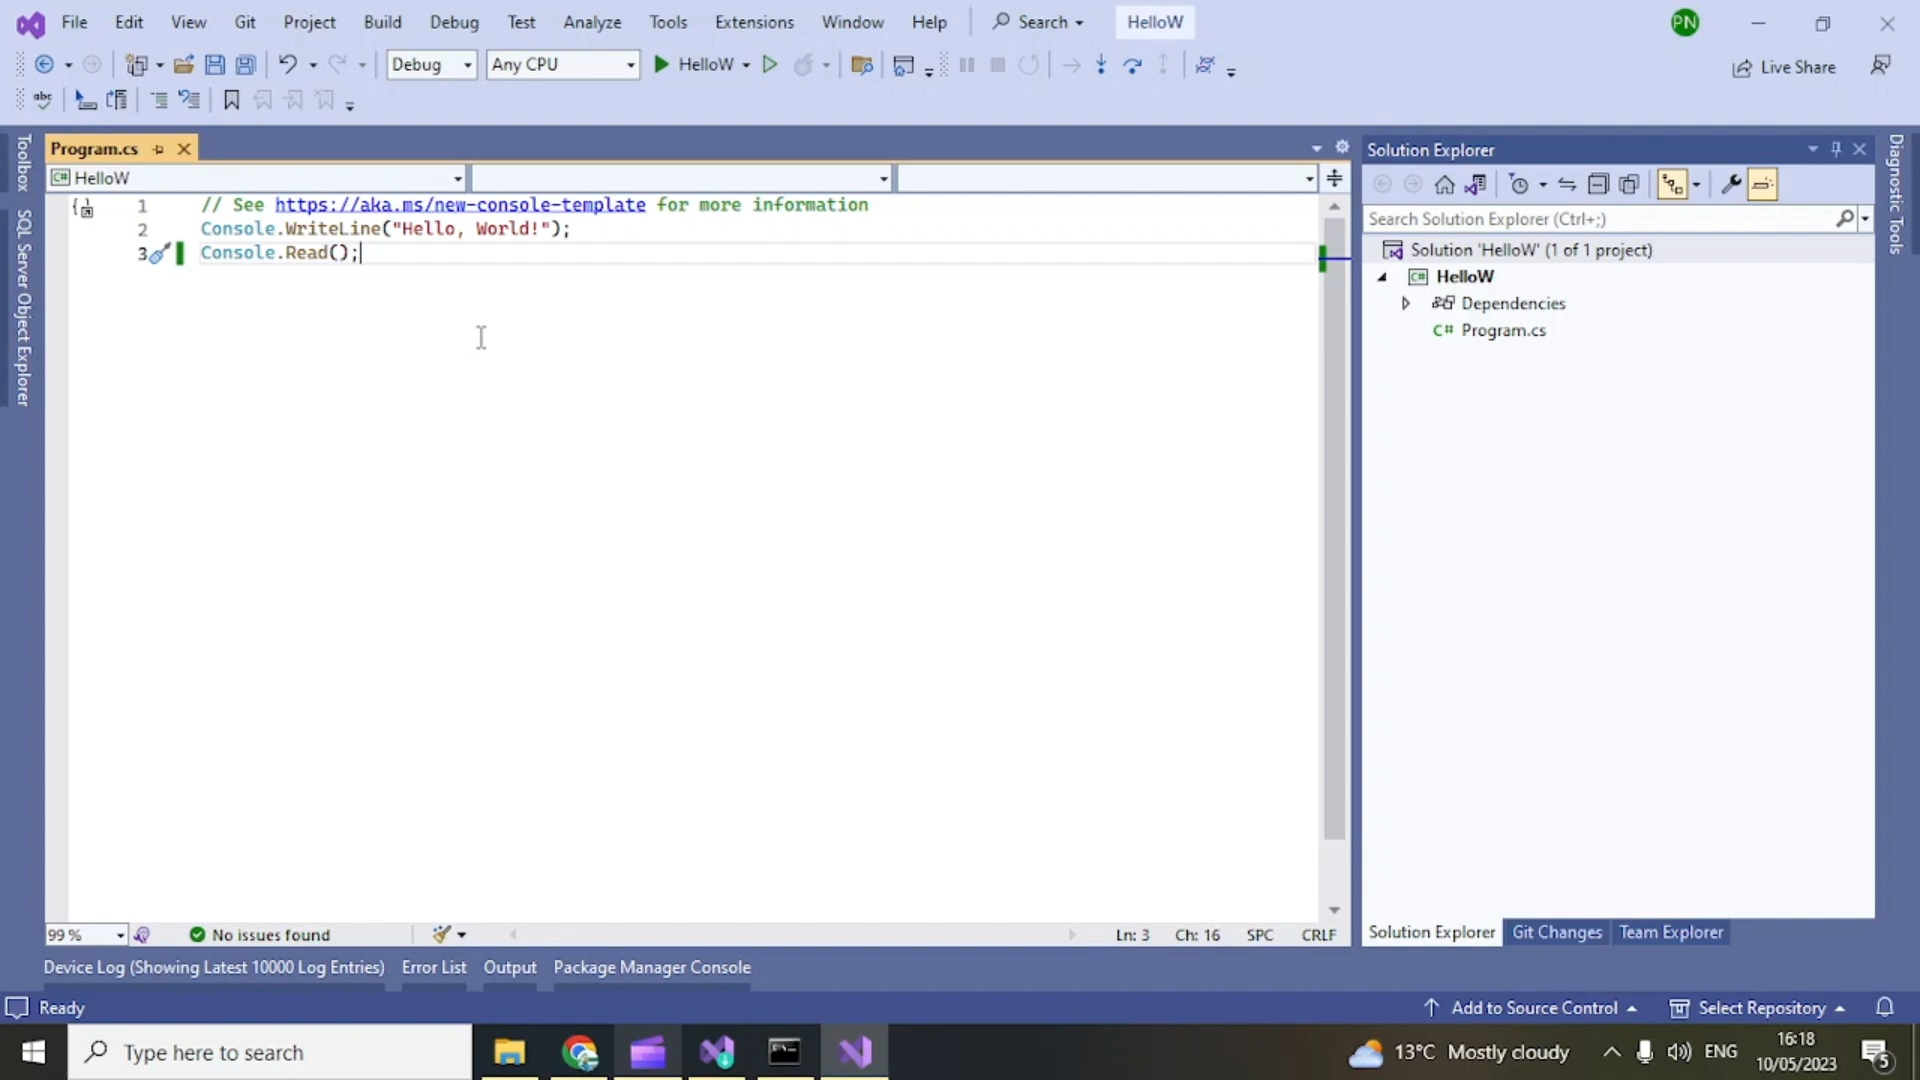 File Edit View Git Project Build Debug Test Analyze Tools Extensions Window Help Search HelloW PN
Debug Any CPU HelloW Live Share
abc
Toolbox
SQL Server Object Explorer
Program.cs
C# HelloW
1 // See https://aka.ms/new-console-template for more information
2 Console.WriteLine("Hello, World!");
3 Console.Read();
99 % No issues found Ln: 3 Ch: 16 SPC CRLF
Solution Explorer
Search Solution Explorer (Ctrl+;)
Solution 'HelloW' (1 of 1 project)
C# HelloW
Dependencies
C# Program.cs
Solution Explorer Git Changes Team Explorer
Diagnostic Tools
Device Log (Showing Latest 10000 Log Entries) Error List Output Package Manager Console
Ready Add to Source Control Select Repository
Type here to search 13°C Mostly cloudy ENG 16:18
10/05/2023 5